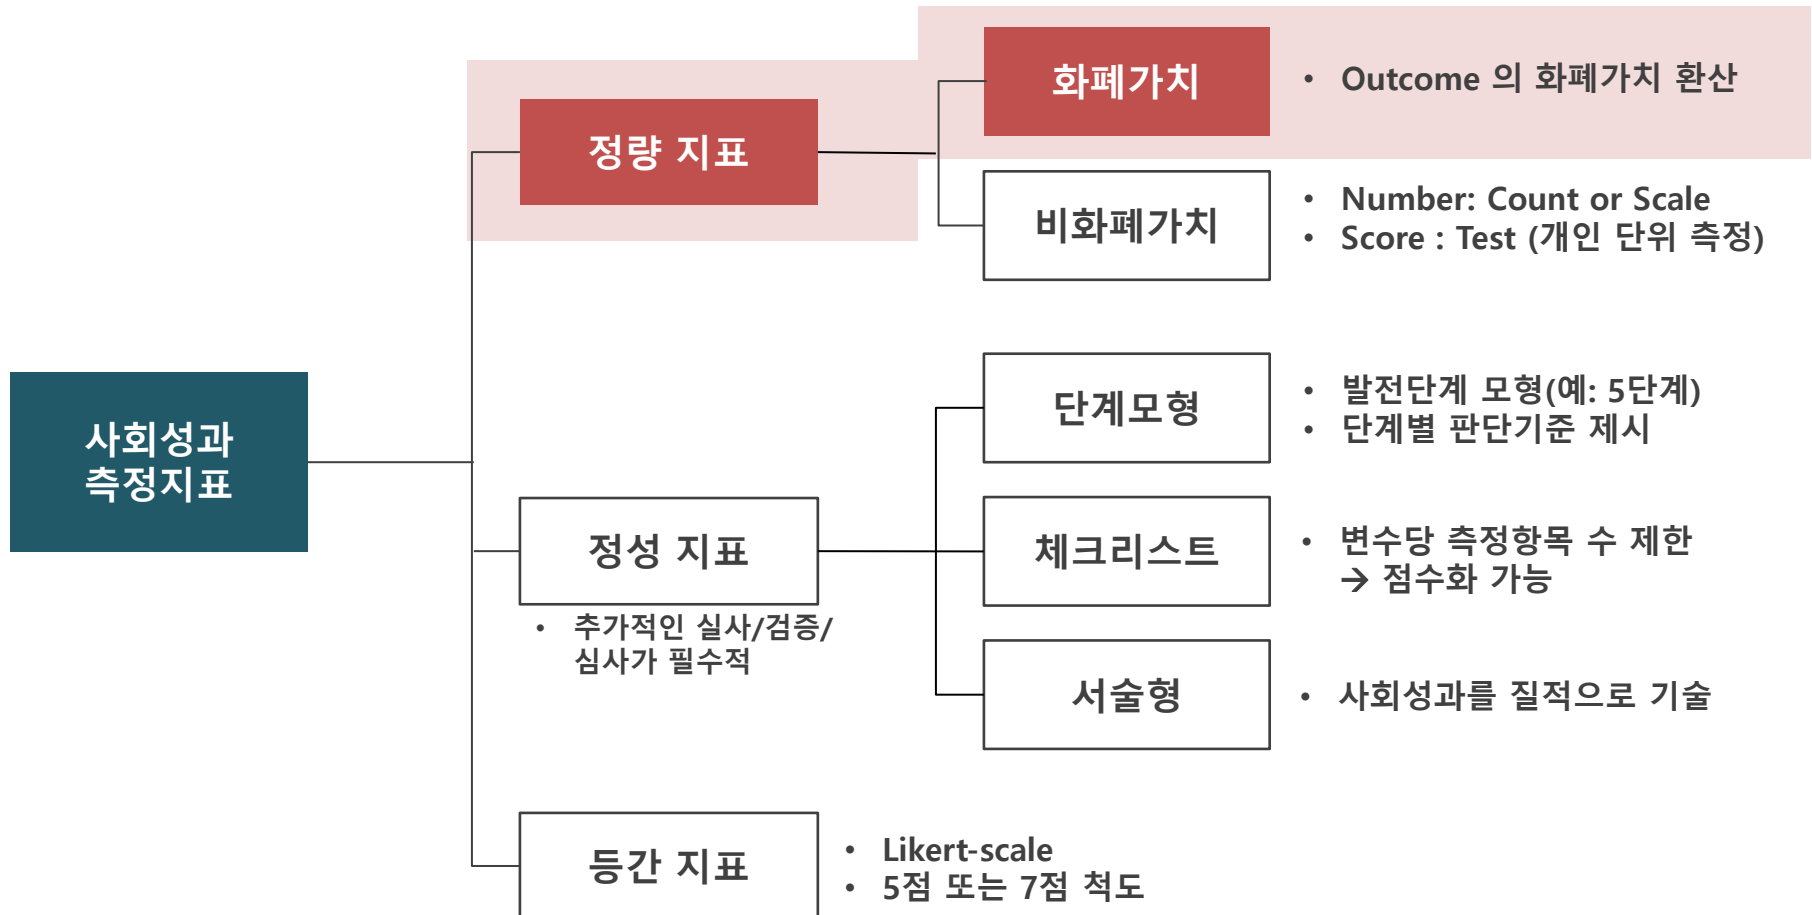 사회성과
측정지표
정량 지표
화폐가치
• Outcome 의 화폐가치 환산
비화폐가치
• Number: Count or Scale
• Score : Test (개인 단위 측정)
정성 지표
• 추가적인 실사/검증/
심사가 필수적
단계모형
• 발전단계 모형(예: 5단계)
• 단계별 판단기준 제시
체크리스트
• 변수당 측정항목 수 제한
→ 점수화 가능
서술형
• 사회성과를 질적으로 기술
등간 지표
• Likert-scale
• 5점 또는 7점 척도